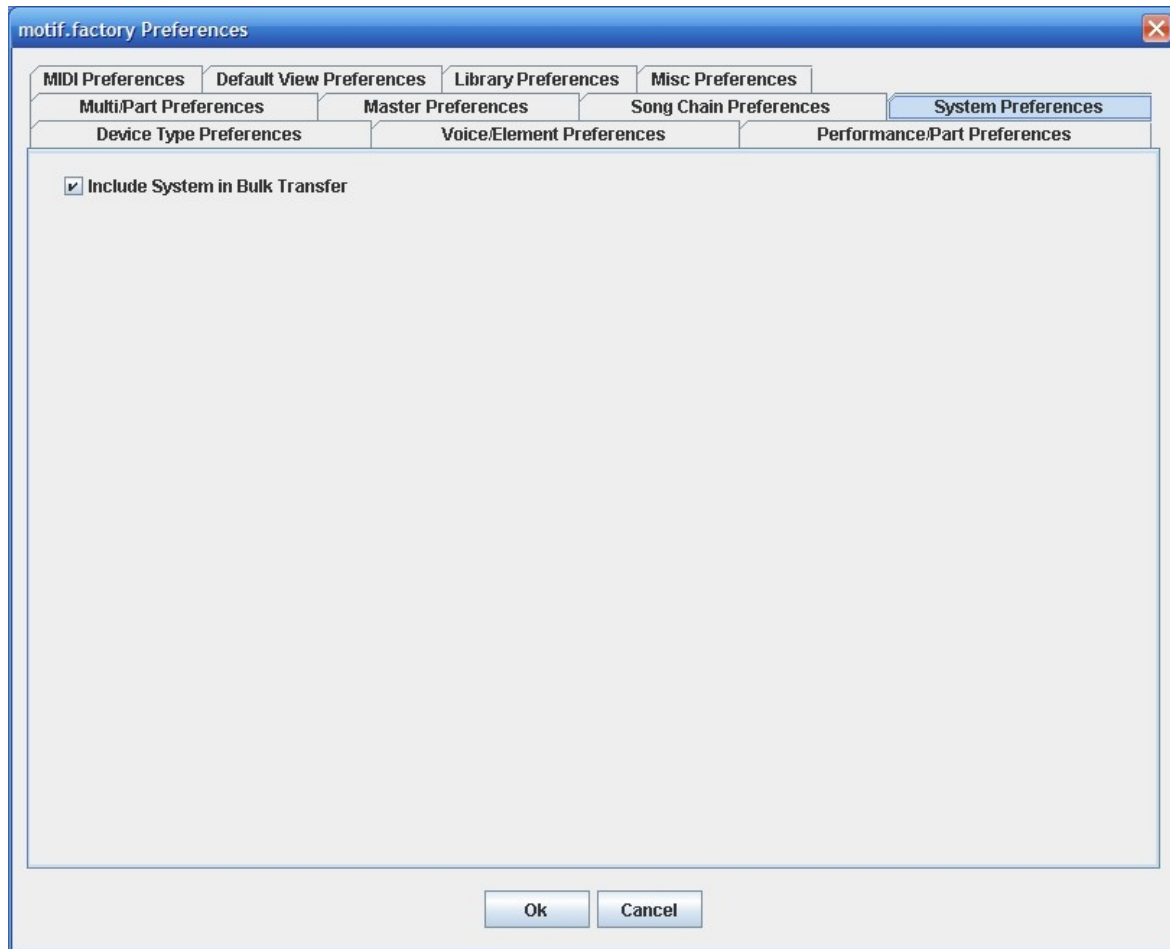 motif.factory Preferences
MIDI Preferences Default View Preferences Library Preferences Misc Preferences
Multi/Part Preferences Master Preferences Song Chain Preferences System Preferences
Device Type Preferences Voice/Element Preferences Performance/Part Preferences
Include System in Bulk Transfer
Ok Cancel